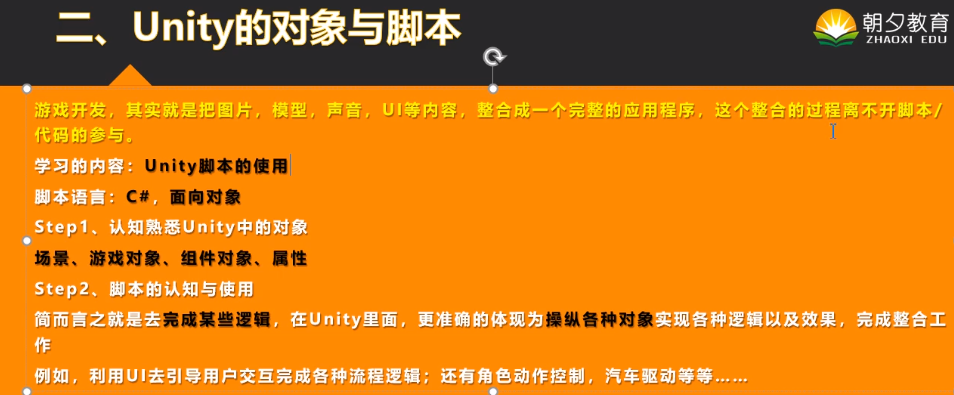 二、Unity的对象与脚本
朝夕教育
ZHAOXI EDU
游戏开发，其实就是把图片，模型，声音，UI等内容，整合成一个完整的应用程序，这个整合的过程离不开脚本/
代码的参与。
学习的内容：Unity脚本的使用
脚本语言：C#，面向对象
Step1、认知熟悉Unity中的对象
场景、游戏对象、组件对象、属性
Step2、脚本的认知与使用
简而言之就是去完成某些逻辑，在Unity里面，更准确的体现为操纵各种对象实现各种逻辑以及效果，完成整合工
作
例如，利用UI去引导用户交互完成各种流程逻辑；还有角色动作控制，汽车驱动等等……